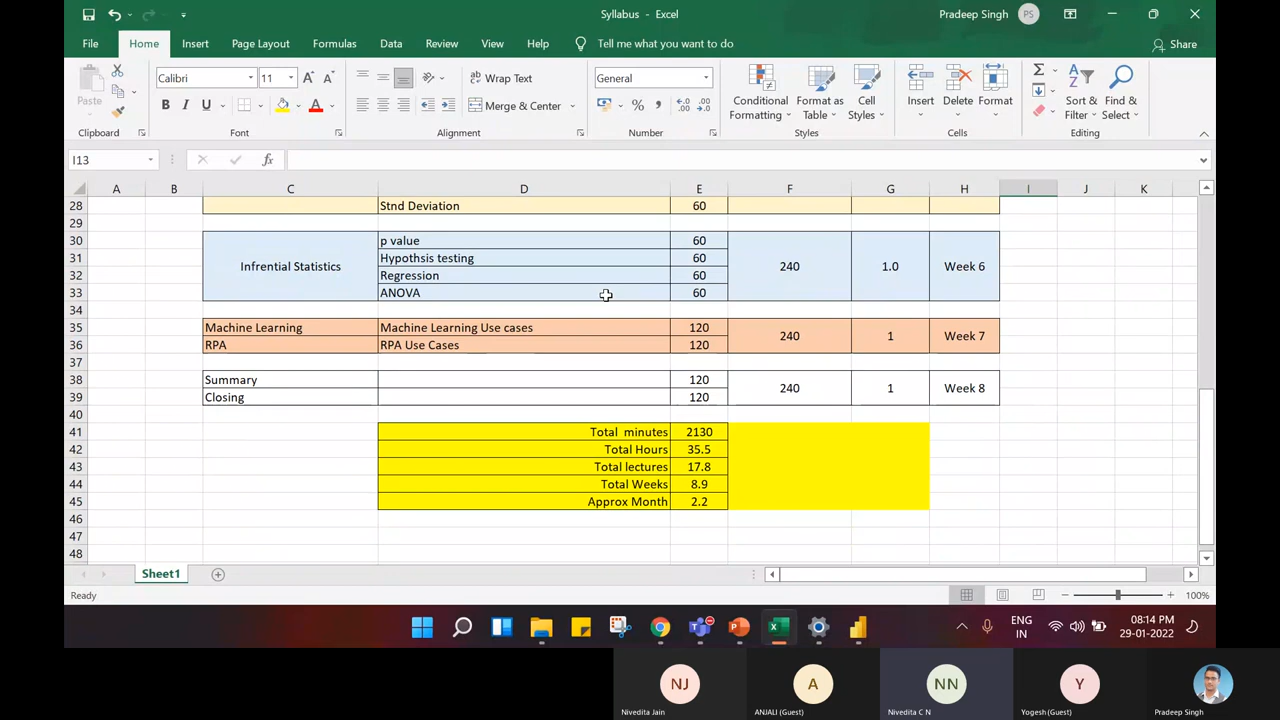 Syllabus - Excel
Pradeep Singh PS
File Home Insert Page Layout Formulas Data Review View Help Tell me what you want to do Share
Paste
Calibri 11
B I U
Wrap Text
Merge & Center
General
% ,
Conditional Formatting
Format as Table
Cell Styles
Insert Delete Format
Sort & Filter
Find & Select
Clipboard Font Alignment Number Styles Cells Editing
I13 fx
A B C D E F G H I J K
28 Stnd Deviation 60
29
30 p value 60
31 Hypothsis testing 60
Infrential Statistics 240 1.0 Week 6
32 Regression 60
33 ANOVA 60
34
35 Machine Learning Machine Learning Use cases 120
240 1 Week 7
36 RPA RPA Use Cases 120
37
38 Summary 120
240 1 Week 8
39 Closing 120
40
41 Total minutes 2130
42 Total Hours 35.5
43 Total lectures 17.8
44 Total Weeks 8.9
45 Approx Month 2.2
46
47
48
Sheet1
Ready 100%
ENG
IN
08:14 PM
29-01-2022
NJ A NN Y
Nivedita Jain ANJALI (Guest) Nivedita C N Yogesh (Guest) Pradeep Singh